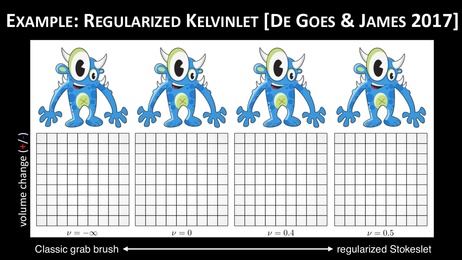 EXAMPLE: REGULARIZED KELVINLET [DE GOES & JAMES 2017]
volume change (+/ )
ν = −∞
ν = 0
ν = 0.4
ν = 0.5
Classic grab brush
regularized Stokeslet